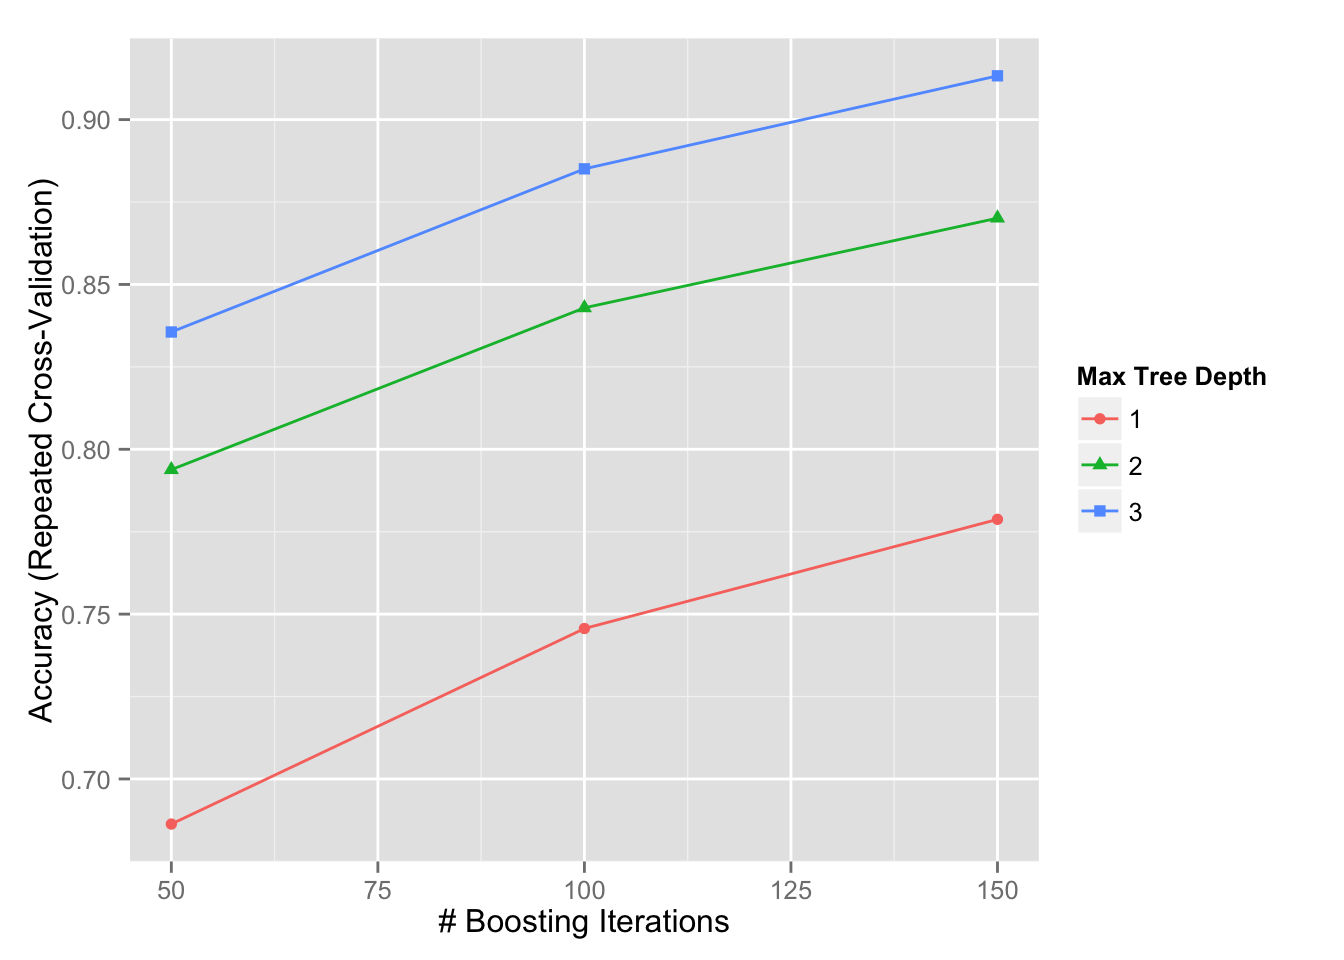 Accuracy (Repeated Cross-Validation)
0.90
0.85
0.80
0.75
0.70
50 75 100 125 150
# Boosting Iterations
Max Tree Depth
1
2
3